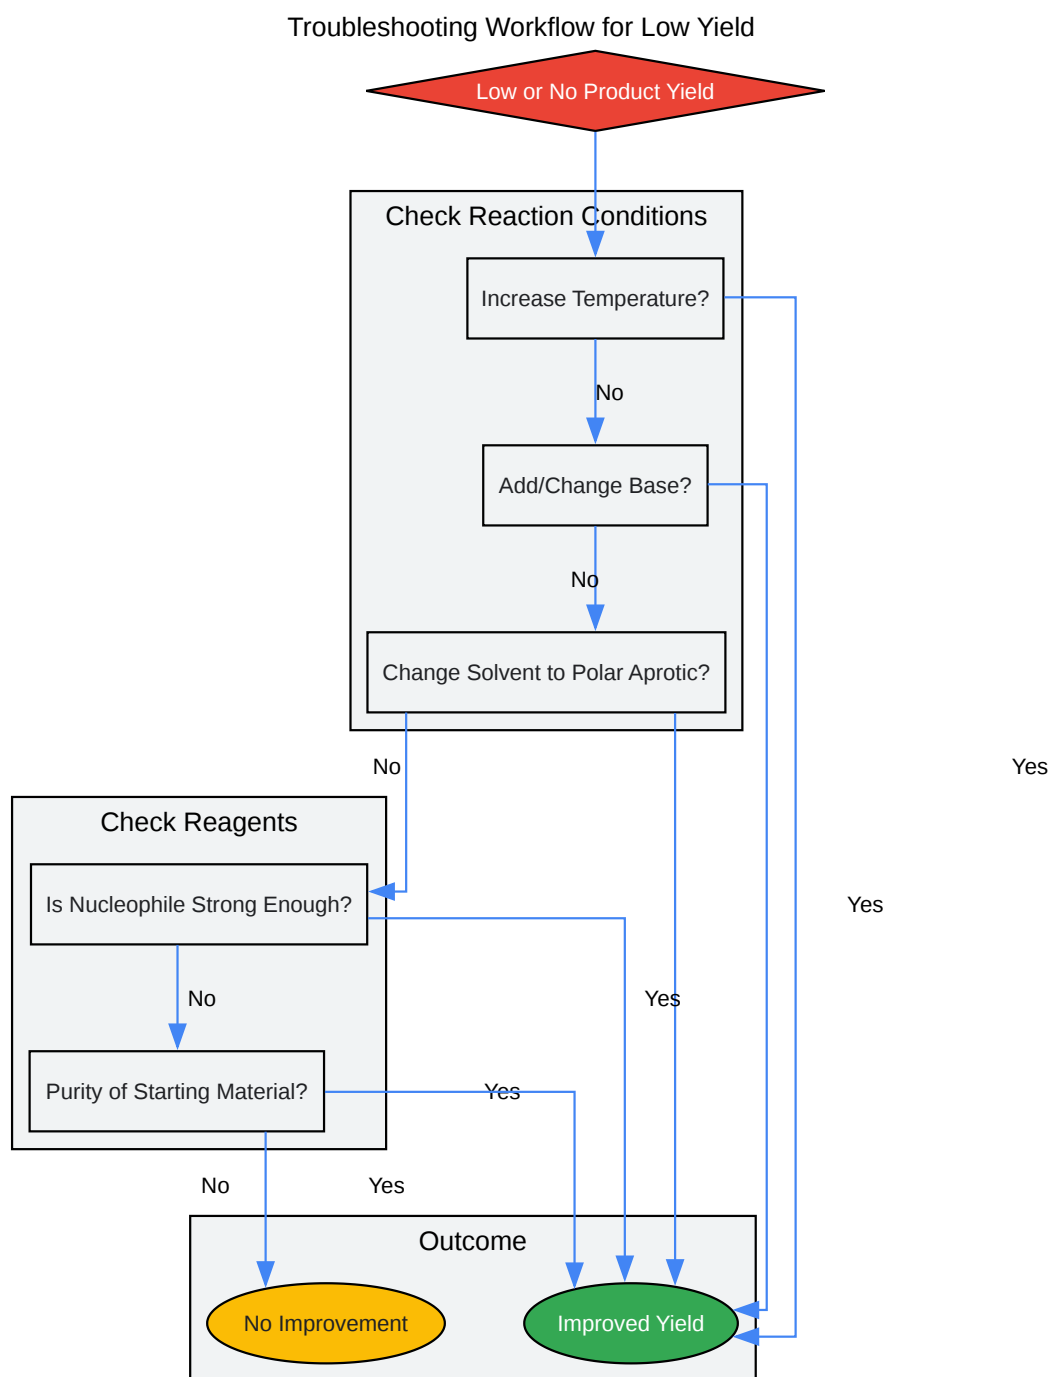 Troubleshooting Workflow for Low Yield
Low or No Product Yield
Check Reaction Conditions
Increase Temperature?
No
Add/Change Base?
No
Change Solvent to Polar Aprotic?
No
Yes
Check Reagents
Is Nucleophile Strong Enough?
Yes
No
Yes
Purity of Starting Material?
Yes
No
Yes
Outcome
No Improvement
Improved Yield